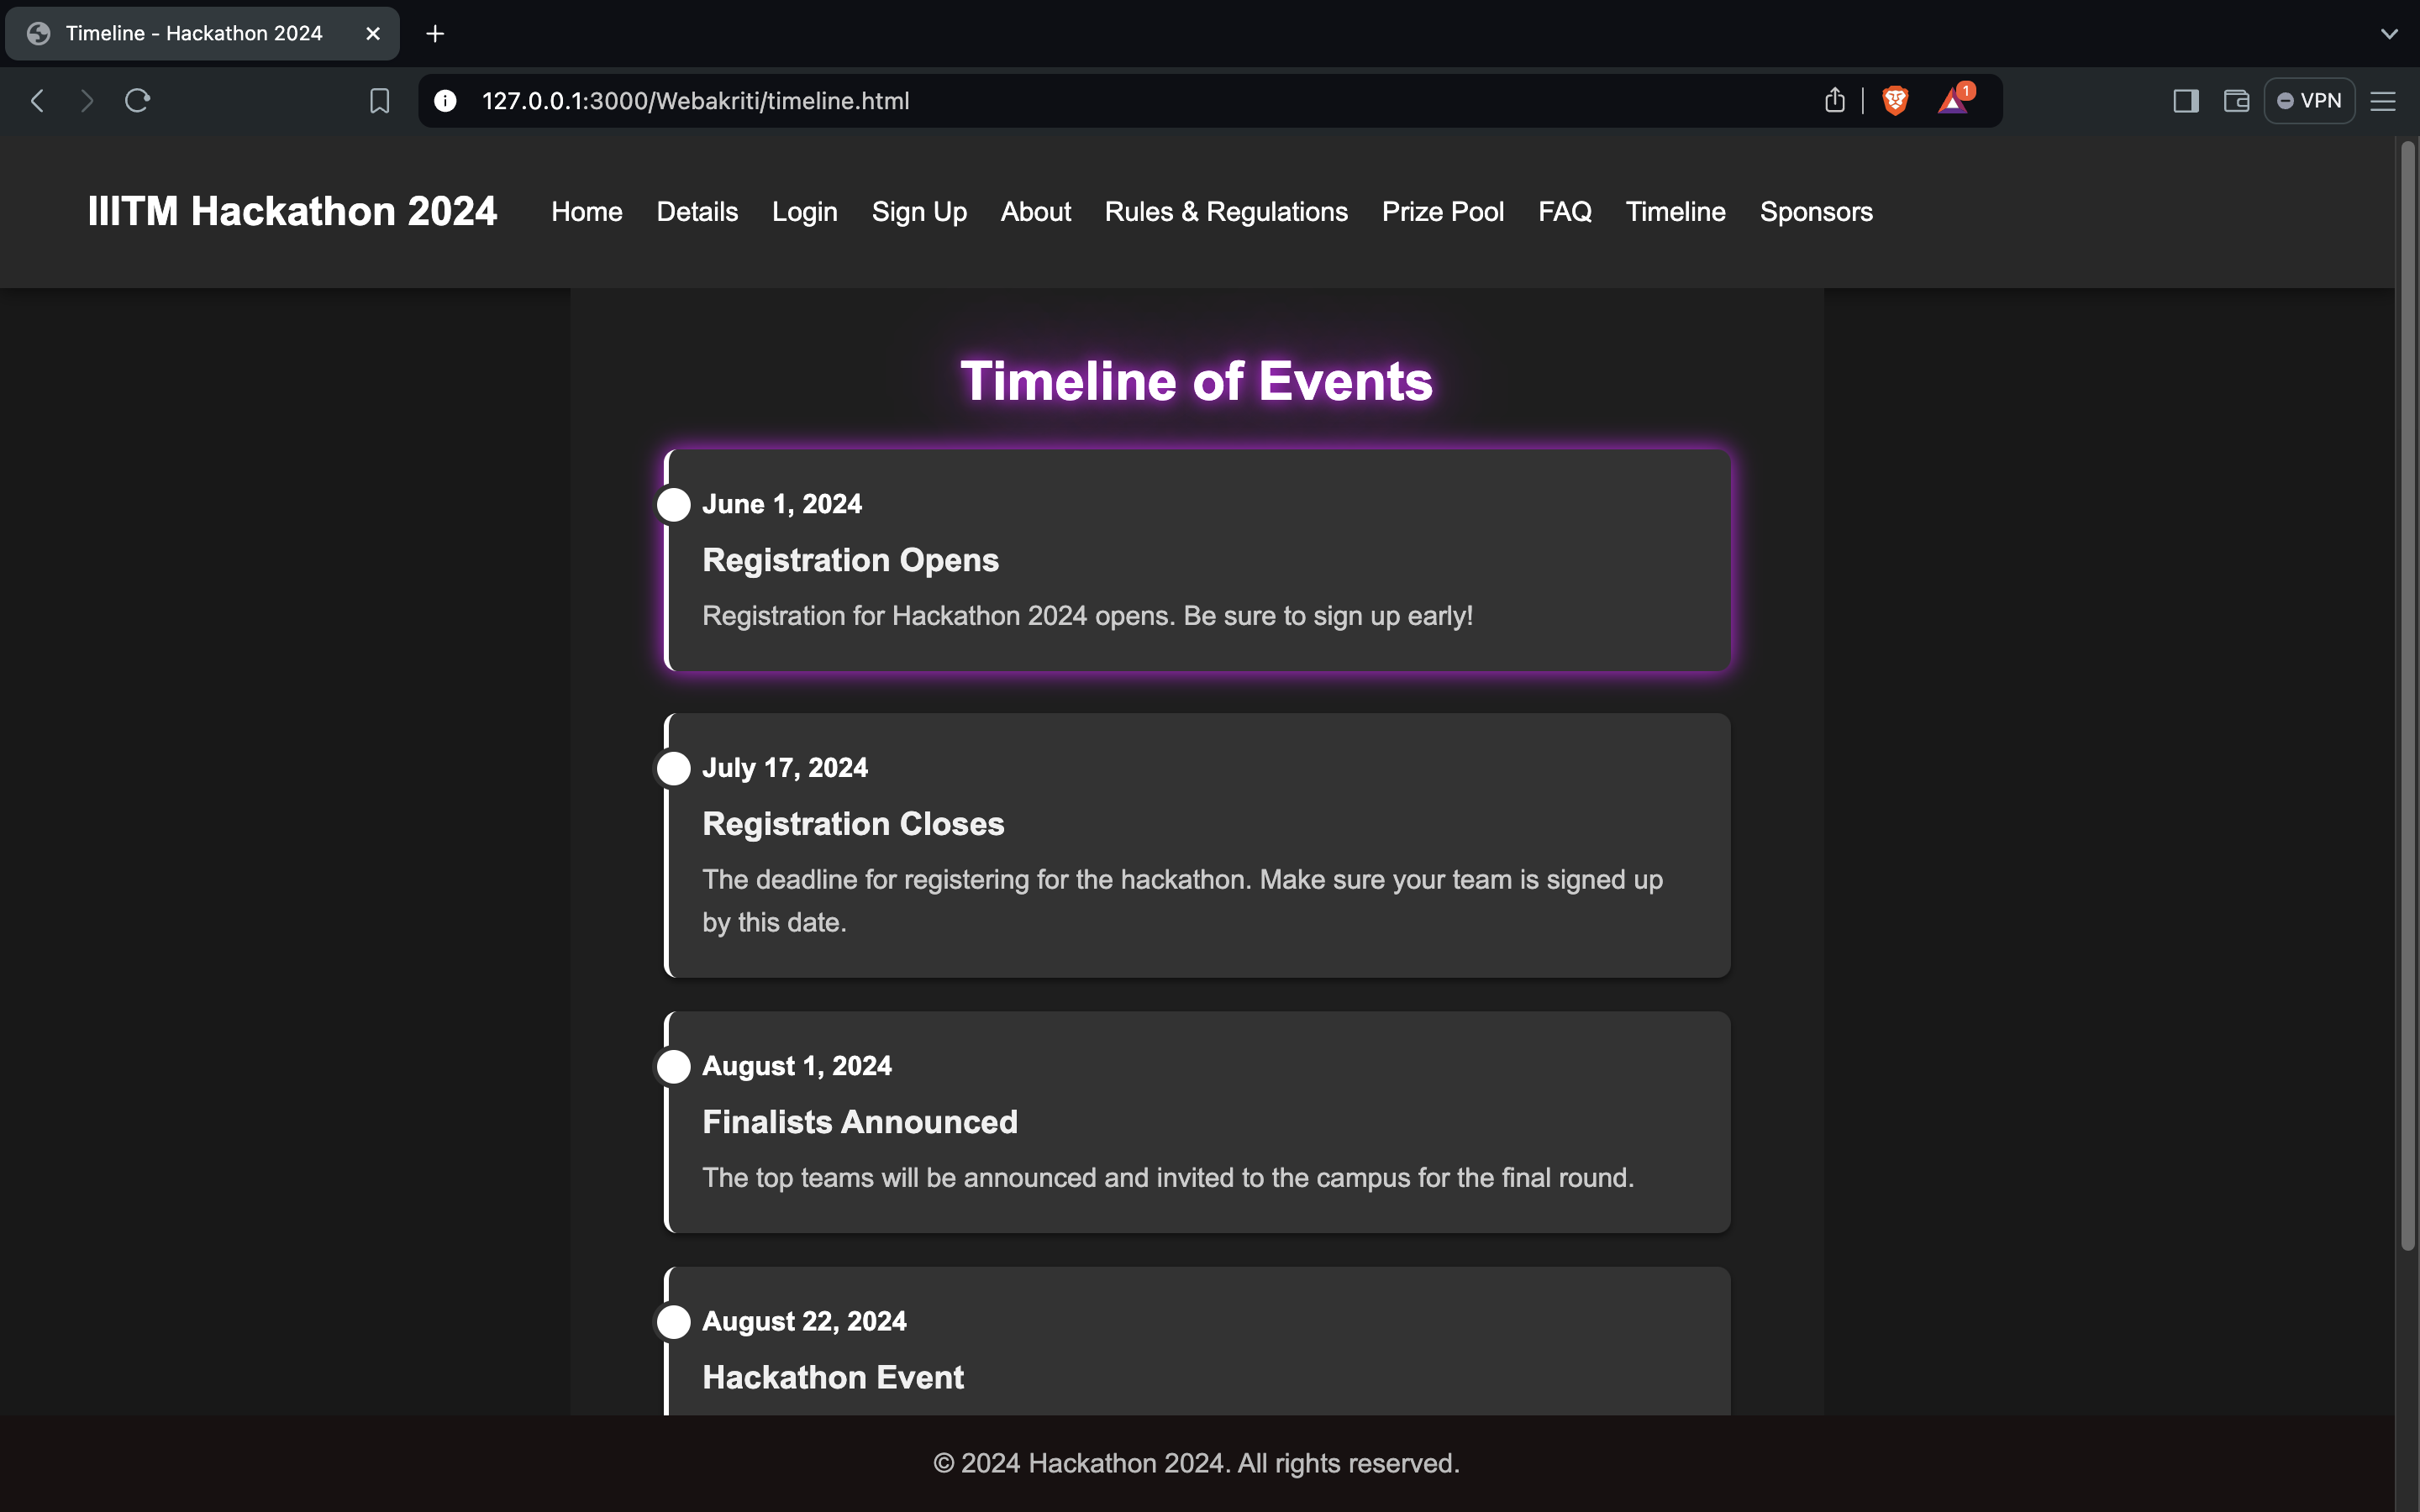 Timeline - Hackathon 2024
127.0.0.1:3000/Webakriti/timeline.html
1
VPN
IIITM Hackathon 2024 Home Details Login Sign Up About Rules & Regulations Prize Pool FAQ Timeline Sponsors
Timeline of Events
June 1, 2024
Registration Opens
Registration for Hackathon 2024 opens. Be sure to sign up early!
July 17, 2024
Registration Closes
The deadline for registering for the hackathon. Make sure your team is signed up
by this date.
August 1, 2024
Finalists Announced
The top teams will be announced and invited to the campus for the final round.
August 22, 2024
Hackathon Event
© 2024 Hackathon 2024. All rights reserved.